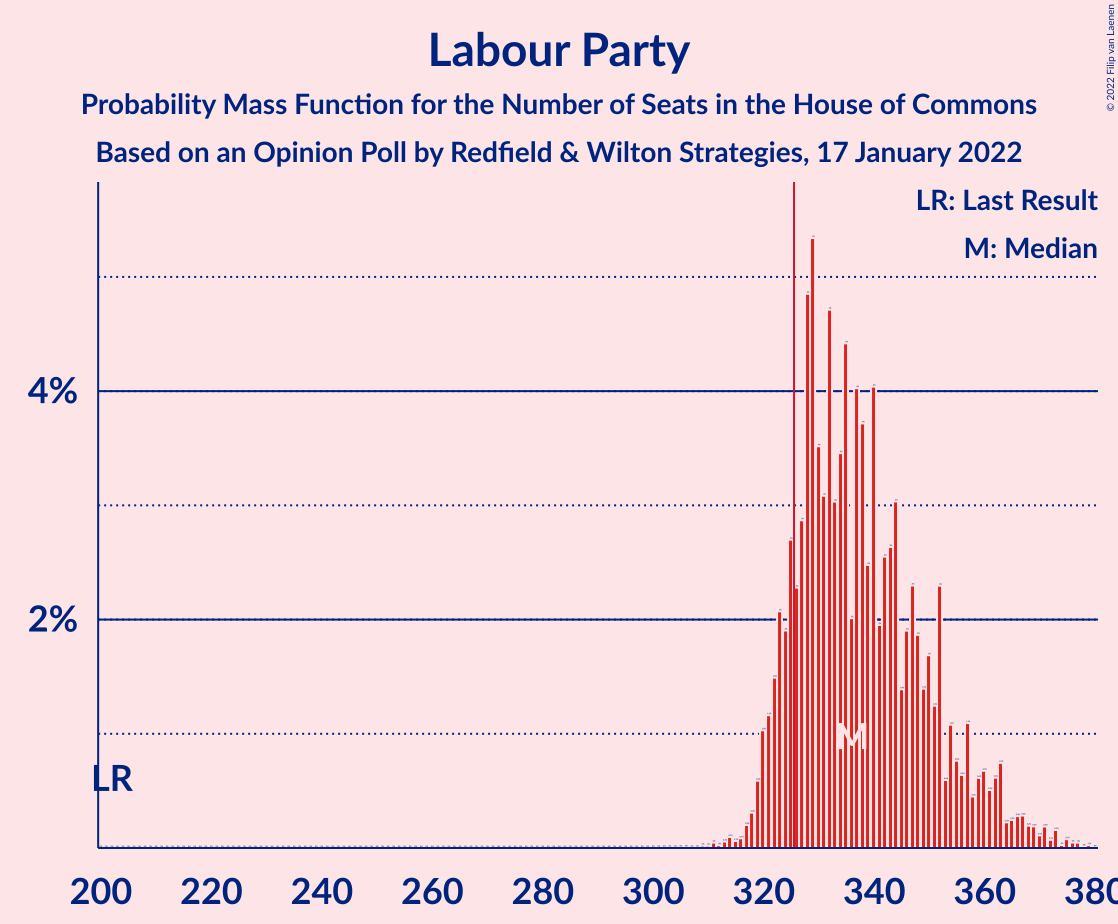 Labour Party
Probability Mass Function for the Number of Seats in the House of Commons
Based on an Opinion Poll by Redfield & Wilton Strategies, 17 January 2022
© 2022 Filip van Laenen
LR: Last Result
M: Median
4%
2%
M
LR
200 220 240 260 280 300 320 340 360 380